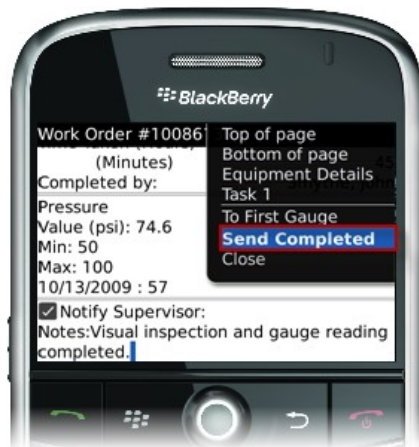 BlackBerry
Work Order #10086
(Minutes)
Completed by:
Pressure
Value (psi): 74.6
Min: 50
Max: 100
10/13/2009 : 57
Notify Supervisor:
Notes:Visual inspection and gauge reading
completed.
Top of page
Bottom of page
Equipment Details
Task 1
To First Gauge
Send Completed
Close